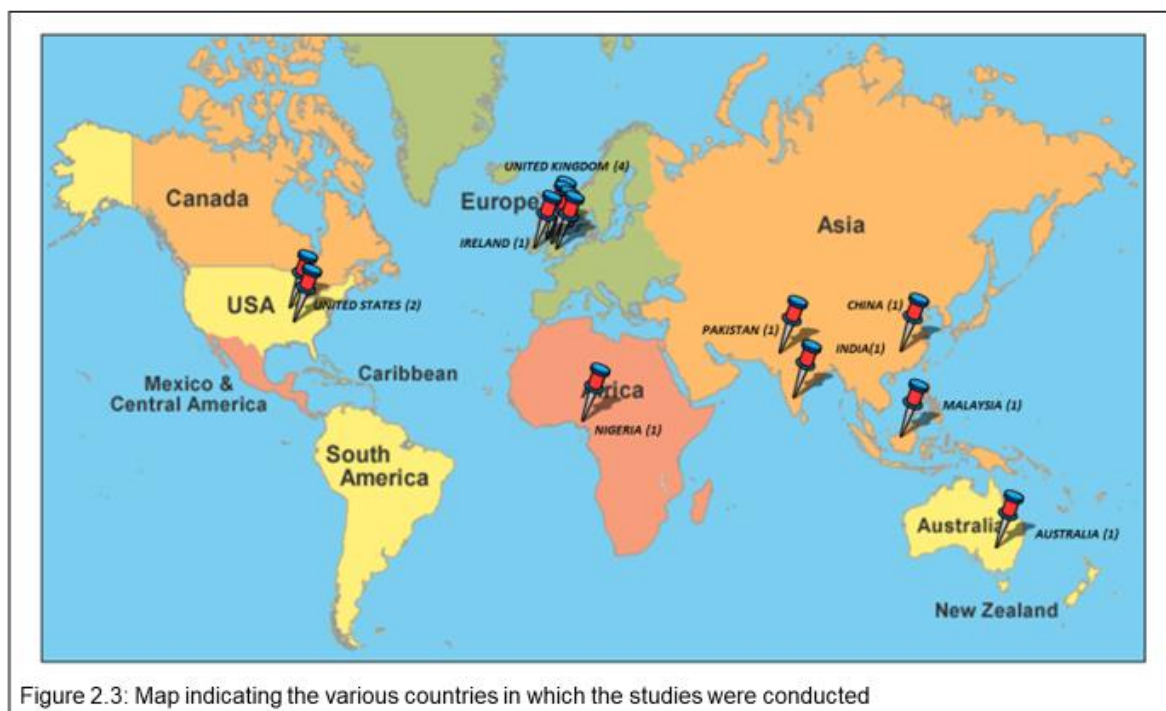 UNITED KINGDOM (4)
Canada
Europe
Asia
IRELAND (1)
USA
UNITED STATES (2)
CHINA (1)
PAKISTAN (1)
INDIA(1)
Caribbean
Mexico &
Central America
Africa
MALAYSIA (1)
NIGERIA (1)
South
America
Australia
AUSTRALIA (1)
New Zealand
Figure 2.3: Map indicating the various countries in which the studies were conducted